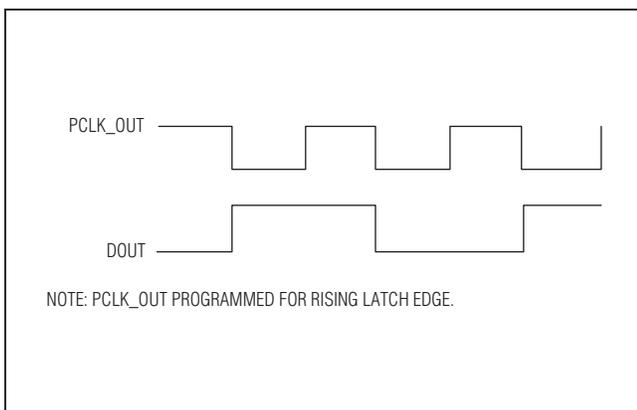 PCLK_OUT
DOUT
NOTE: PCLK_OUT PROGRAMMED FOR RISING LATCH EDGE.